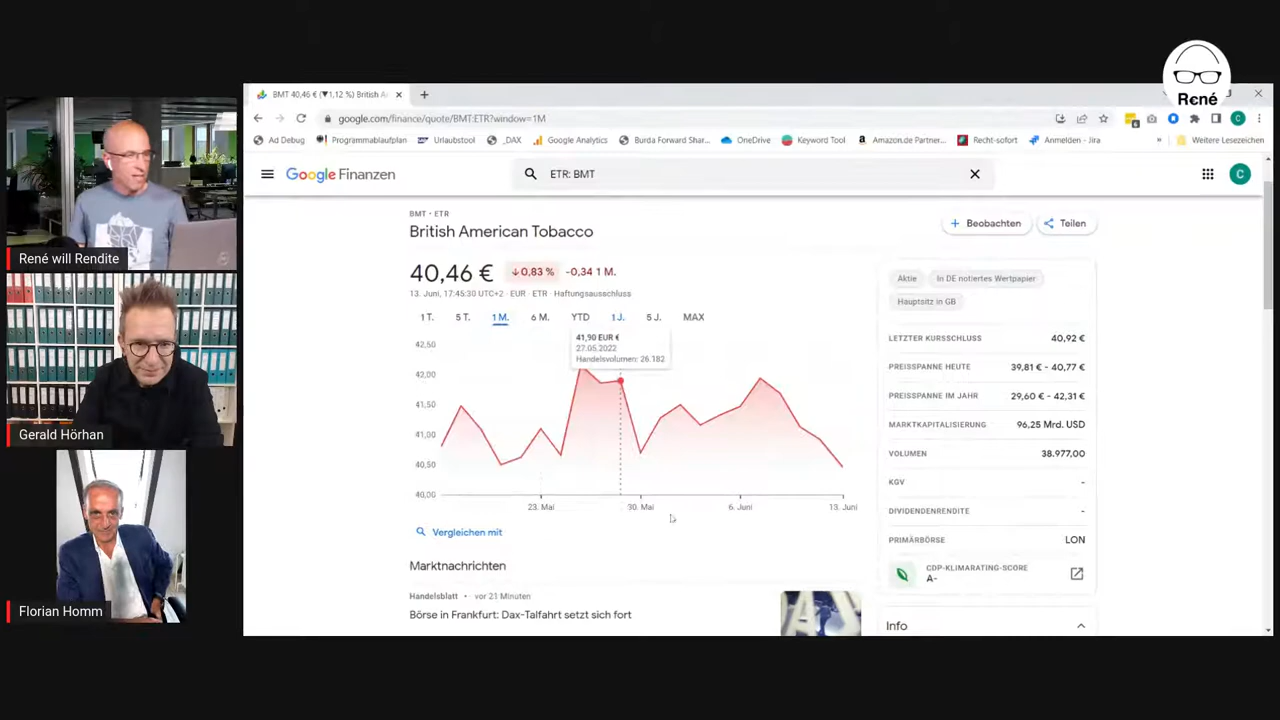 René
René will Rendite
Gerald Hörhan
Florian Homm
BMT 40,46 € (▼1,12 %) British A
google.com/finance/quote/BMT:ETR?window=1M
Ad Debug
Programmablaufplan
Urlaubstool
_DAX
Google Analytics
Burda Forward Shar...
OneDrive
Keyword Tool
Amazon.de Partner...
Recht-sofort
Anmelden - Jira
»
Weitere Lesezeichen
6
C
Google Finanzen
ETR: BMT
C
BMT • ETR
British American Tobacco
+ Beobachten
Teilen
40,46 € ↓0,83 % -0,34 1 M.
13. Juni, 17:45:30 UTC+2 · EUR · ETR · Haftungsausschluss
1 T. 5 T. 1 M. 6 M. YTD 1 J. 5 J. MAX
41,90 EUR €
27.05.2022
Handelsvolumen: 26.182
42,50
42,00
41,50
41,00
40,50
40,00
23. Mai 30. Mai 6. Juni 13. Juni
Vergleichen mit
Marktnachrichten
Handelsblatt • vor 21 Minuten
Börse in Frankfurt: Dax-Talfahrt setzt sich fort
Aktie In DE notiertes Wertpapier
Hauptsitz in GB
LETZTER KURSSCHLUSS 40,92 €
PREISSPANNE HEUTE 39,81 € - 40,77 €
PREISSPANNE IM JAHR 29,60 € - 42,31 €
MARKTKAPITALISIERUNG 96,25 Mrd. USD
VOLUMEN 38.977,00
KGV -
DIVIDENDENRENDITE -
PRIMÄRBÖRSE LON
CDP-KLIMARATING-SCORE
A-
Info